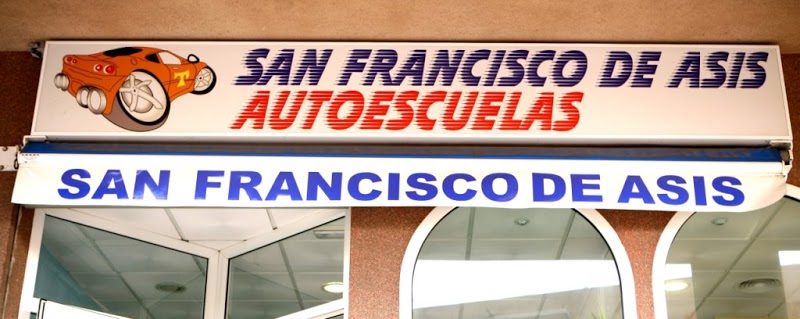 T
SAN FRANCISCO DE ASIS
AUTOESCUELAS
SAN FRANCISCO DE ASIS